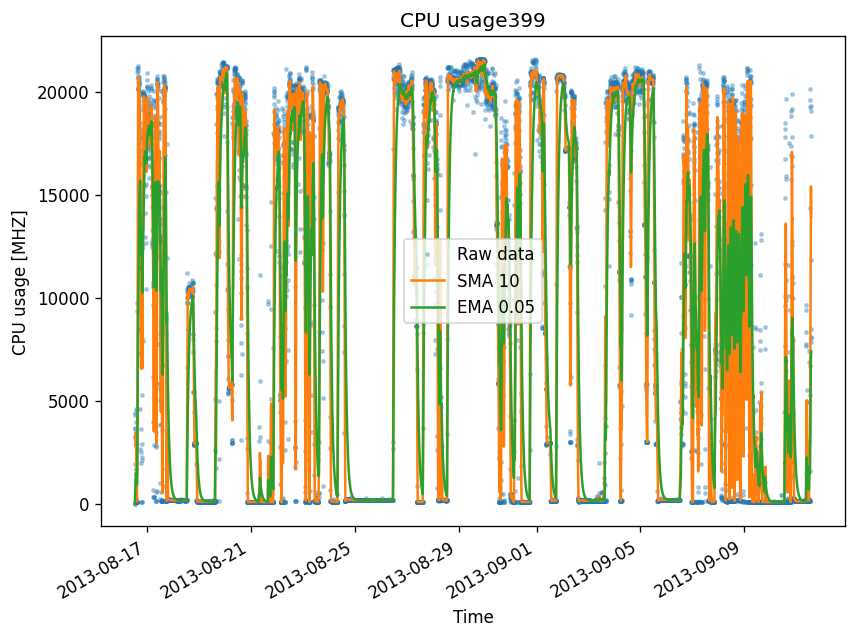 CPU usage399
CPU usage [MHZ]
20000
15000
10000
5000
0
Raw data
SMA 10
EMA 0.05
2013-08-17
2013-08-21
2013-08-25
2013-08-29
2013-09-01
2013-09-05
2013-09-09
Time